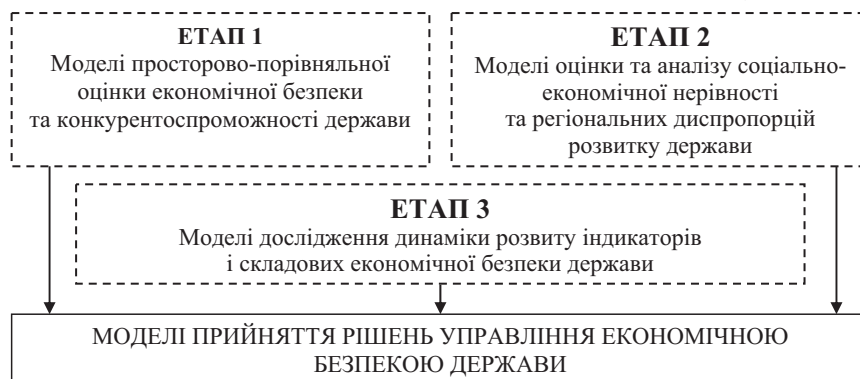 ЕТАП 1
Моделі просторово-порівняльної
оцінки економічної безпеки
та конкурентоспроможності держави
ЕТАП 2
Моделі оцінки та аналізу соціально-
економічної нерівності
та регіональних диспропорцій
розвитку держави
ЕТАП 3
Моделі дослідження динаміки розвиту індикаторів
і складових економічної безпеки держави
МОДЕЛІ ПРИЙНЯТТЯ РІШЕНЬ УПРАВЛІННЯ ЕКОНОМІЧНОЮ
БЕЗПЕКОЮ ДЕРЖАВИ